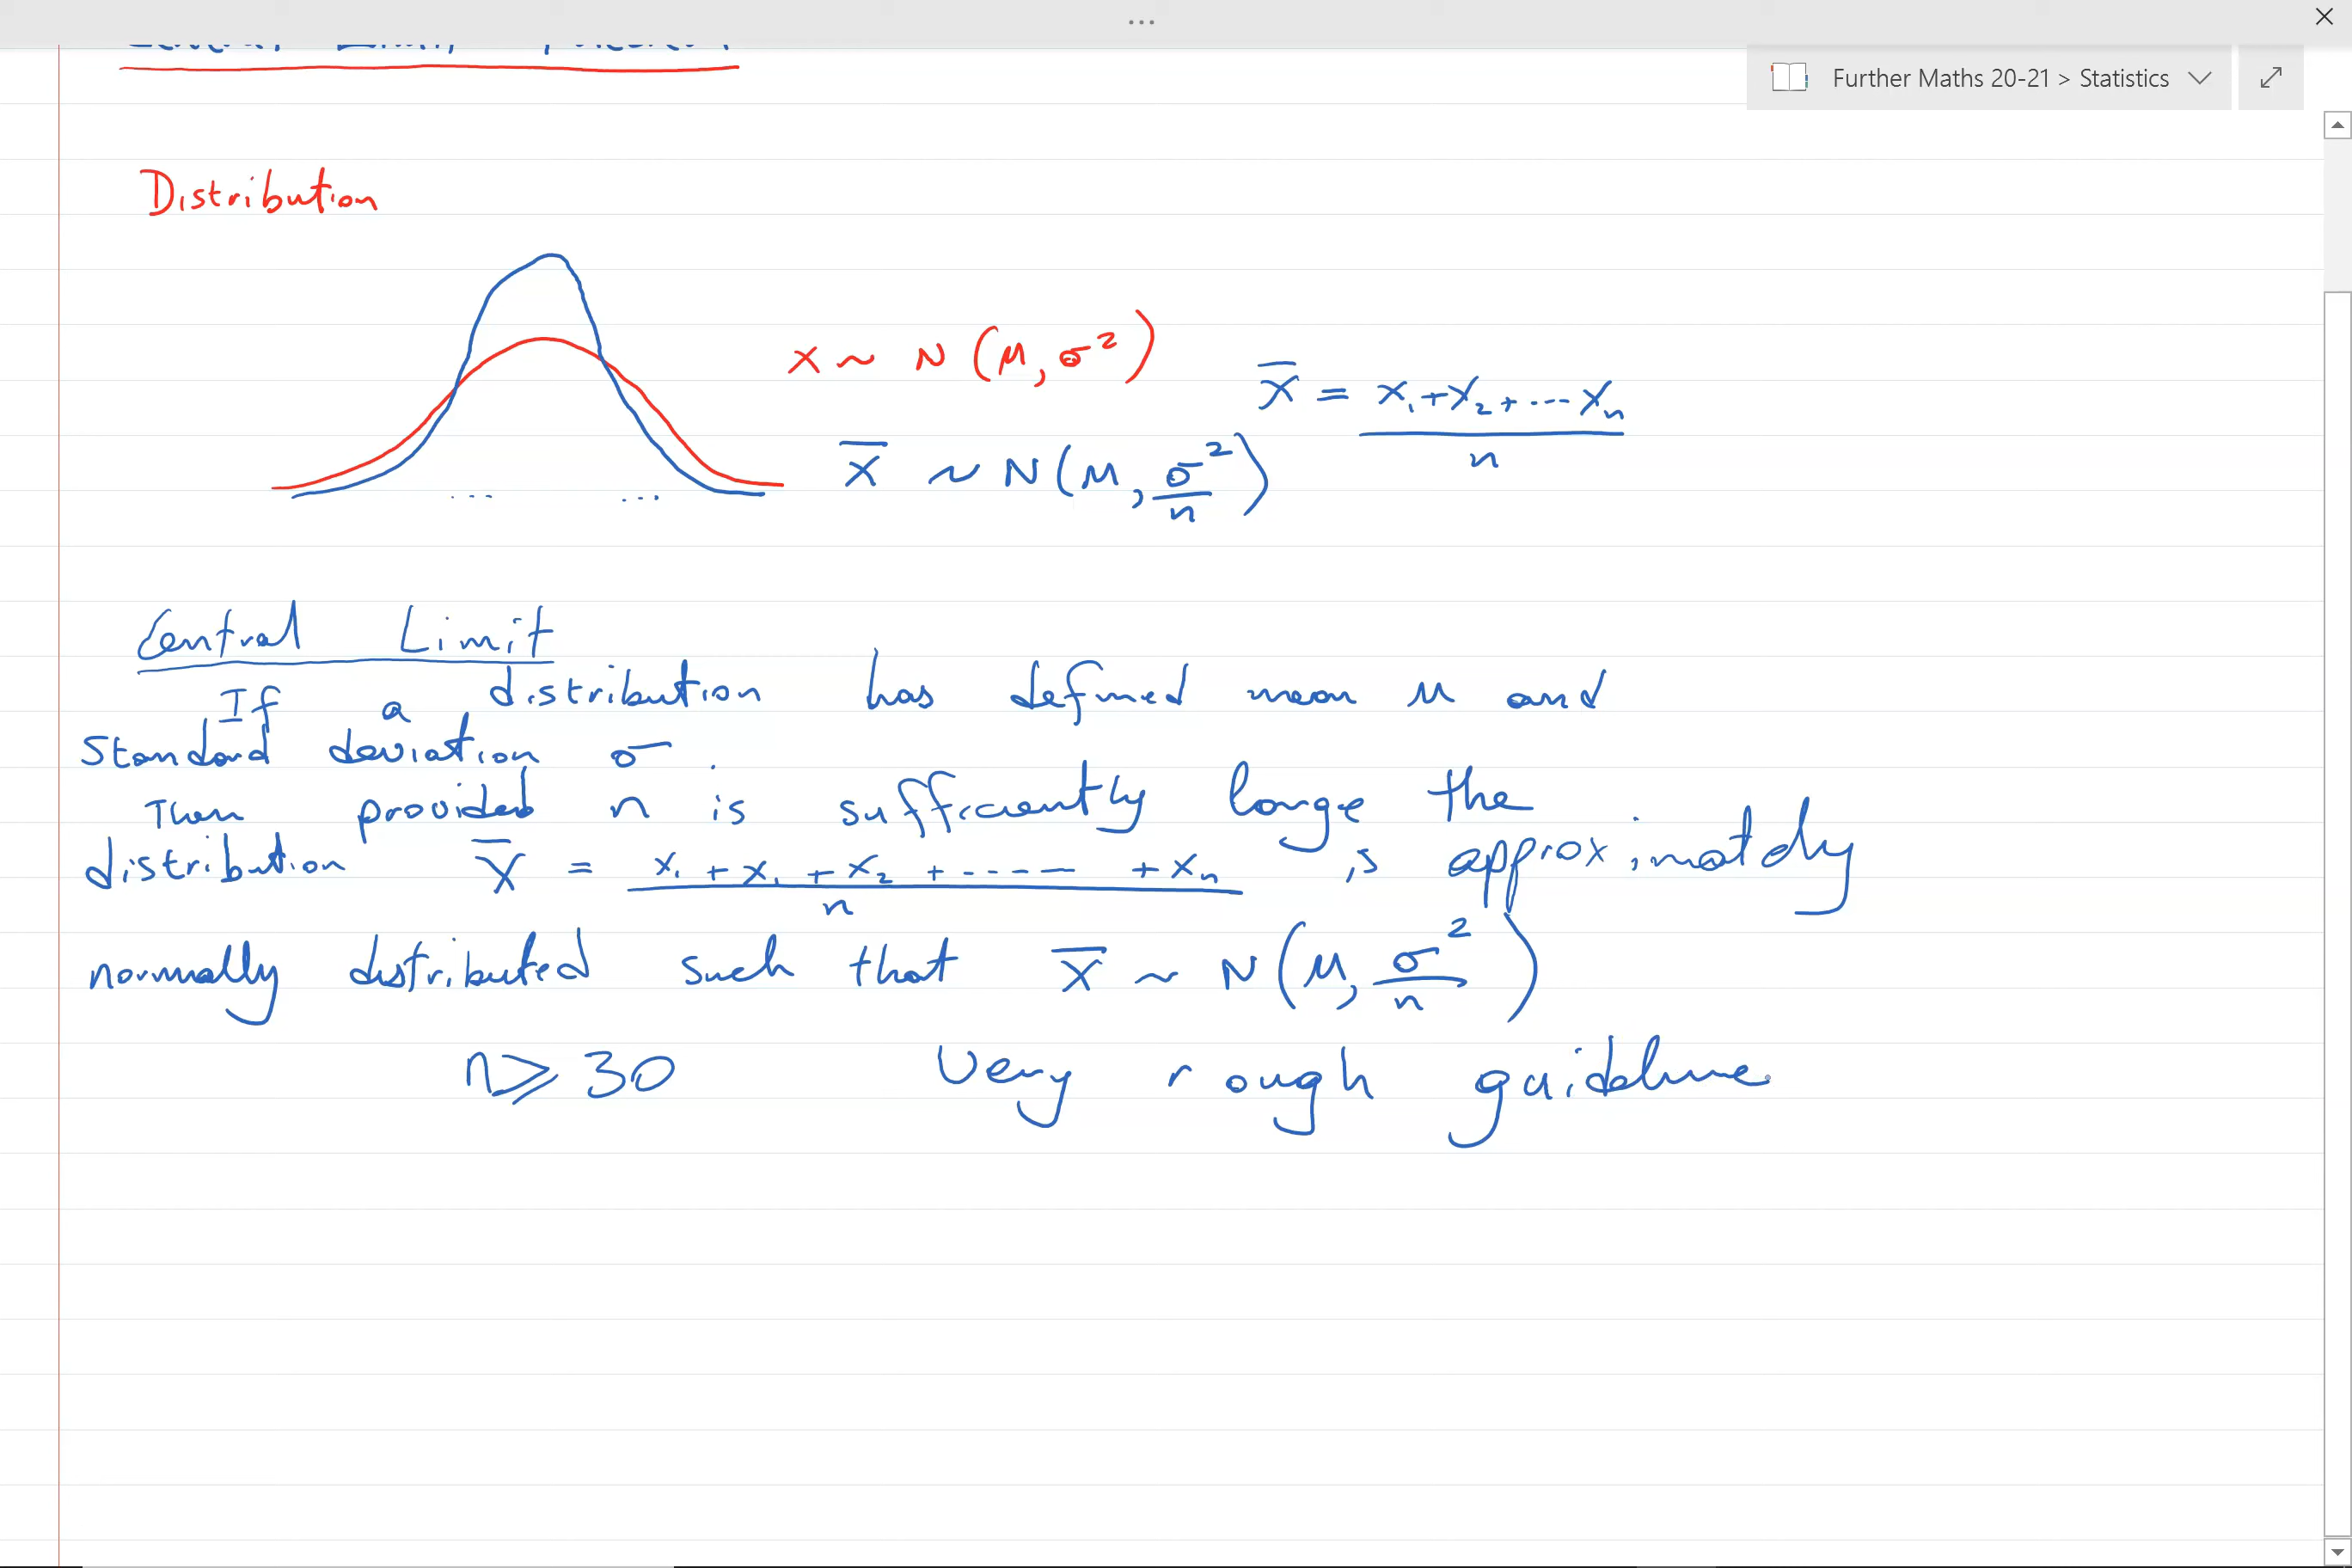 Further Maths 20-21 > Statistics
Distribution
X ~ N(μ, σ²)
X̄ = X₁ + X₂ + ... Xₙ / n
X̄ ~ N(μ, σ²/n)
Central Limit
If a distribution has defined mean μ and
Standard deviation σ
Then provided n is sufficiently large the
distribution X̄ = X₁ + X₁ + X₂ + ------ + Xₙ / n is approximately
normally distributed such that X̄ ~ N(μ, σ²/n)
n ⩾ 30 very rough guideline.